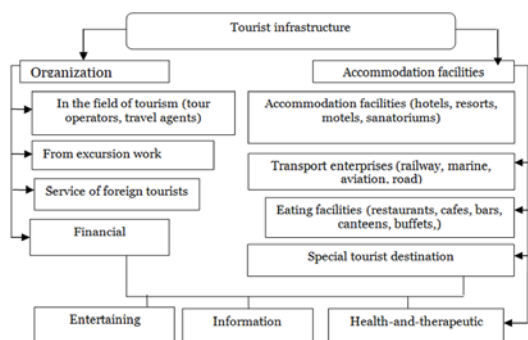 Tourist infrastructure
Organization
Accommodation facilities
In the field of tourism (tour
operators, travel agents)
Accommodation facilities (hotels, resorts,
motels, sanatoriums)
From excursion work
Transport enterprises (railway, marine,
aviation, road)
Service of foreign tourists
Eating facilities (restaurants, cafes, bars,
canteens, buffets,)
Financial
Special tourist destination
Entertaining
Information
Health-and-therapeutic